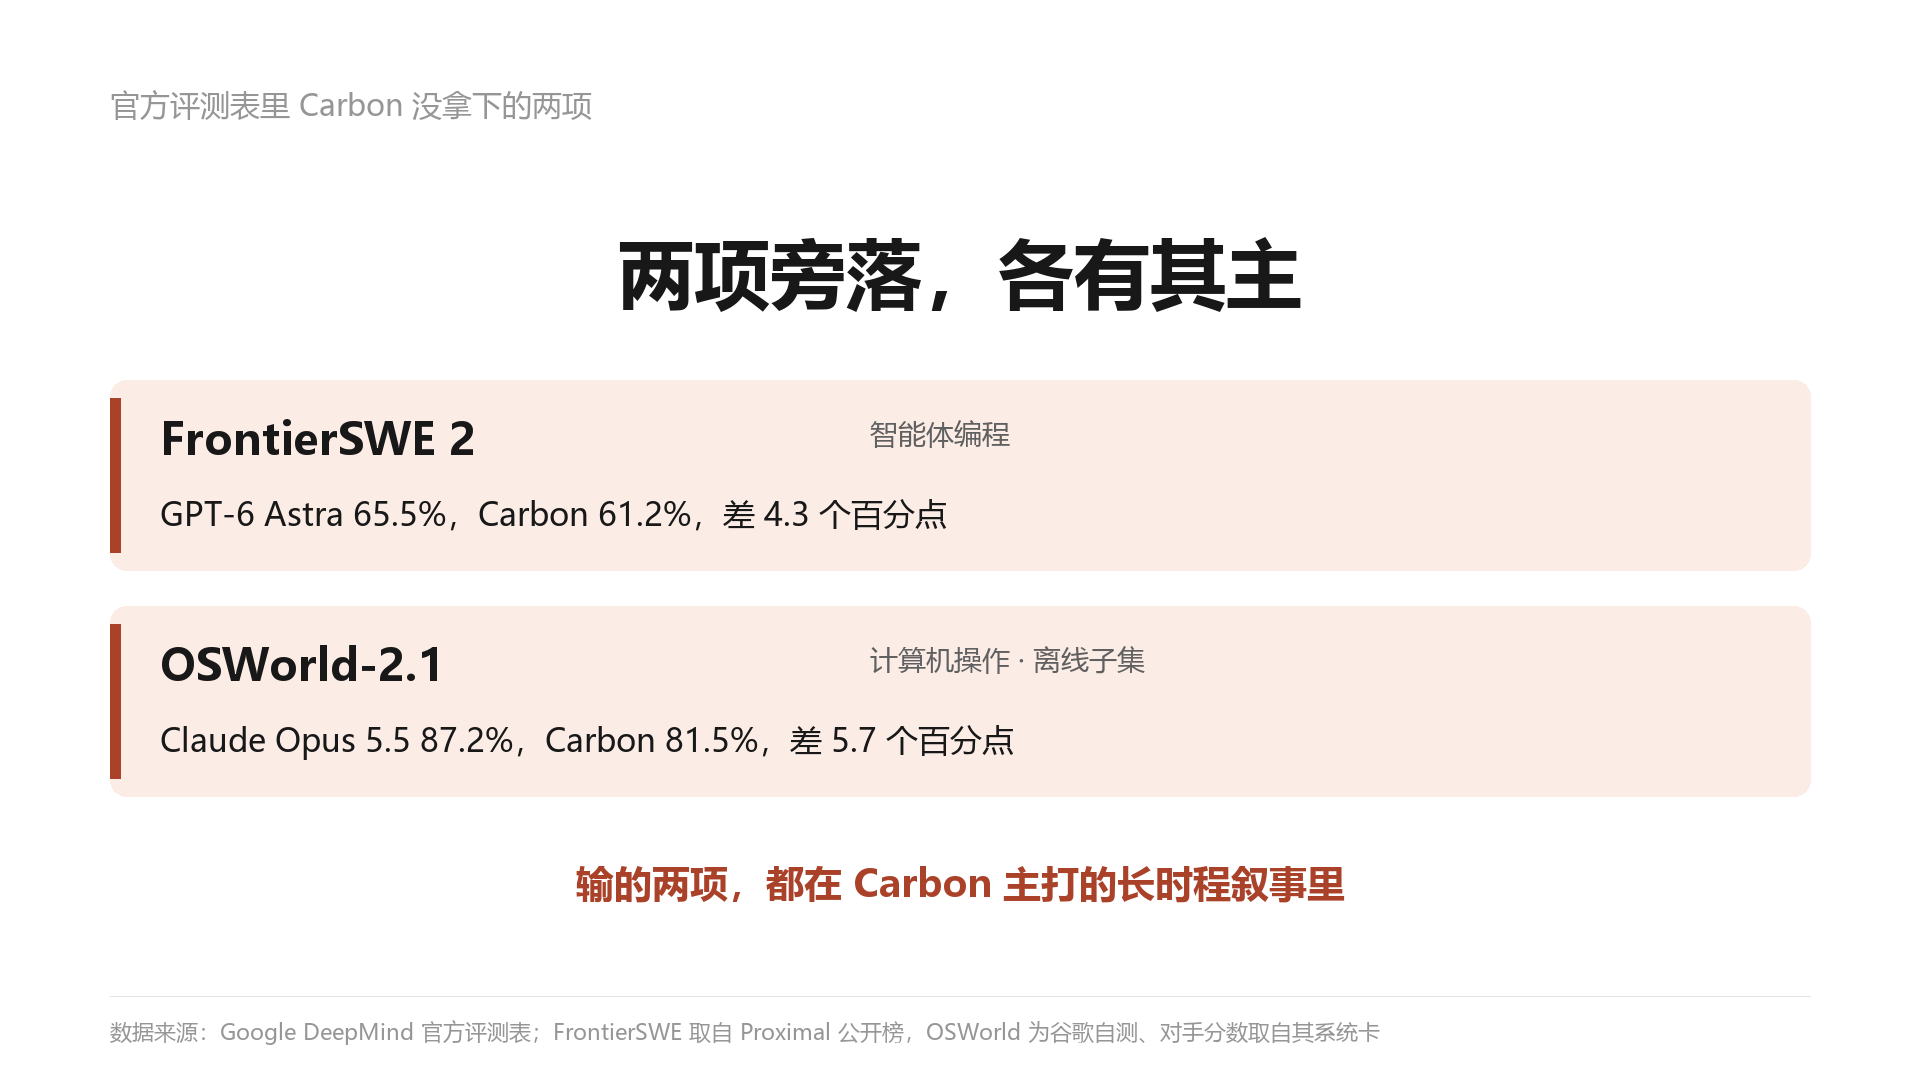 官方评测表里 Carbon 没拿下的两项
两项旁落，各有其主
FrontierSWE 2
智能体编程
GPT-6 Astra 65.5%，Carbon 61.2%，差 4.3 个百分点
OSWorld-2.1
计算机操作 · 离线子集
Claude Opus 5.5 87.2%，Carbon 81.5%，差 5.7 个百分点
输的两项，都在 Carbon 主打的长时程叙事里
数据来源：Google DeepMind 官方评测表；FrontierSWE 取自 Proximal 公开榜，OSWorld 为谷歌自测、对手分数取自其系统卡